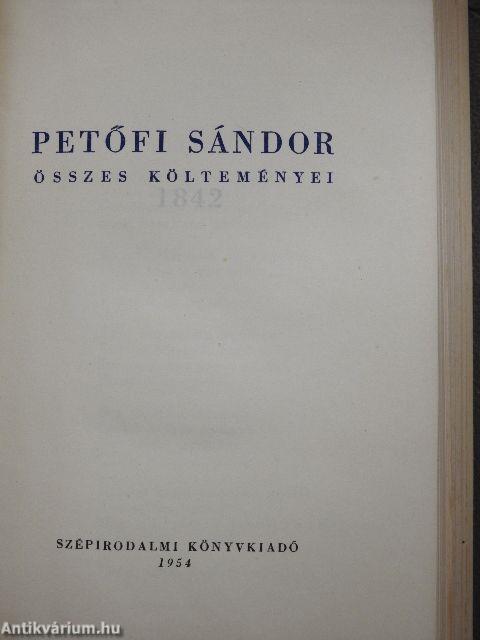 PETŐFI SÁNDOR
ÖSSZES KÖLTEMÉNYEI
1842
SZÉPIRODALMI KÖNYVKIADÓ
1954
Antikvárium.hu